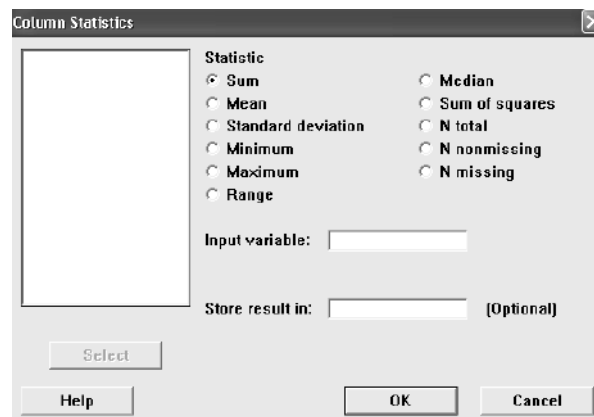 Column Statistics
Statistic
Sum
Mean
Standard deviation
Minimum
Maximum
Range
Median
Sum of squares
N total
N nonmissing
N missing
Input variable:
Store result in: (Optional)
Select
Help OK Cancel